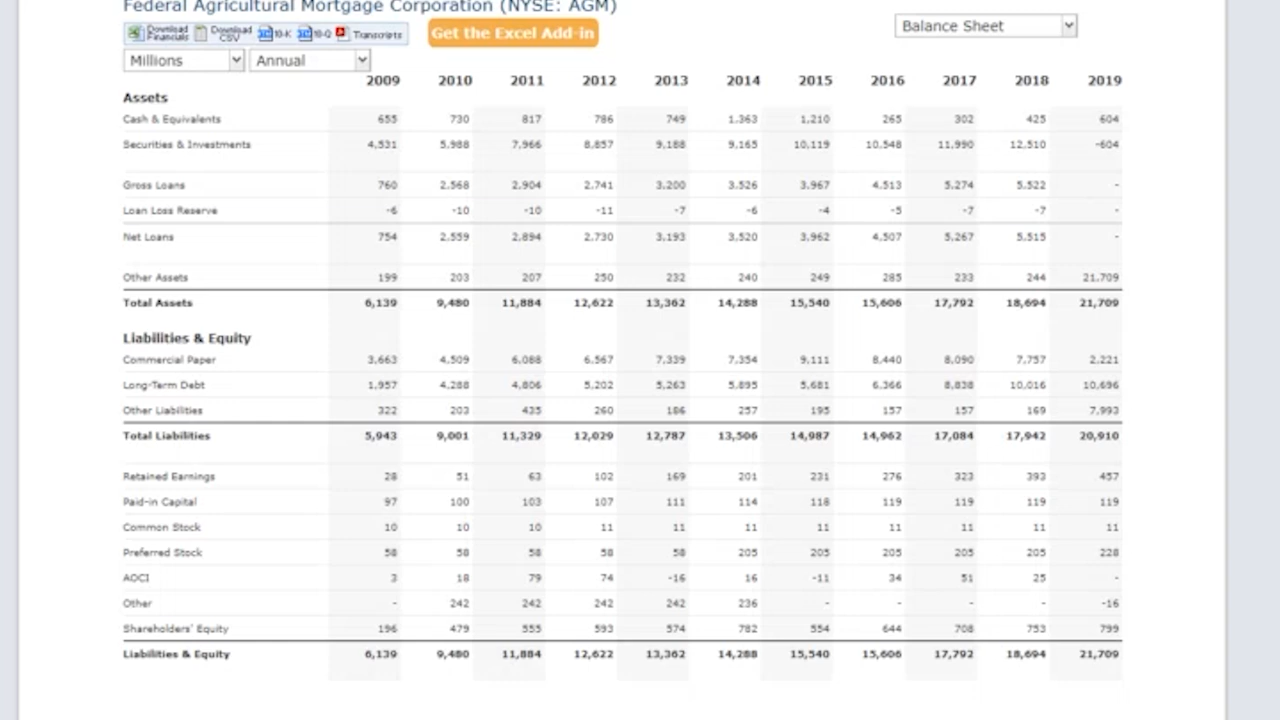 Federal Agricultural Mortgage Corporation (NYSE: AGM)
Download Financials Download CSV 10-K 10-Q Transcripts Get the Excel Add-in Balance Sheet
Millions Annual
2009 2010 2011 2012 2013 2014 2015 2016 2017 2018 2019
Assets
Cash & Equivalents 655 730 817 786 749 1,363 1,210 265 302 425 604
Securities & Investments 4,531 5,988 7,966 8,857 9,188 9,165 10,119 10,548 11,990 12,510 -604
Gross Loans 760 2,568 2,904 2,741 3,200 3,526 3,967 4,513 5,274 5,522 -
Loan Loss Reserve -6 -10 -10 -11 -7 -6 -4 -5 -7 -7 -
Net Loans 754 2,559 2,894 2,730 3,193 3,520 3,962 4,507 5,267 5,515 -
Other Assets 199 203 207 250 232 240 249 285 233 244 21,709
Total Assets 6,139 9,480 11,884 12,622 13,362 14,288 15,540 15,606 17,792 18,694 21,709
Liabilities & Equity
Commercial Paper 3,663 4,509 6,088 6,567 7,339 7,354 9,111 8,440 8,090 7,757 2,221
Long-Term Debt 1,957 4,288 4,806 5,202 5,263 5,895 5,681 6,366 8,838 10,016 10,696
Other Liabilities 322 203 435 260 186 257 195 157 157 169 7,993
Total Liabilities 5,943 9,001 11,329 12,029 12,787 13,506 14,987 14,962 17,084 17,942 20,910
Retained Earnings 28 51 63 102 169 201 231 276 323 393 457
Paid-in Capital 97 100 103 107 111 114 118 119 119 119 119
Common Stock 10 10 10 11 11 11 11 11 11 11 11
Preferred Stock 58 58 58 58 58 205 205 205 205 205 228
AOCI 3 18 79 74 -16 16 -11 34 51 25 -
Other - 242 242 242 242 236 - - - - -16
Shareholders' Equity 196 479 555 593 574 782 554 644 708 753 799
Liabilities & Equity 6,139 9,480 11,884 12,622 13,362 14,288 15,540 15,606 17,792 18,694 21,709